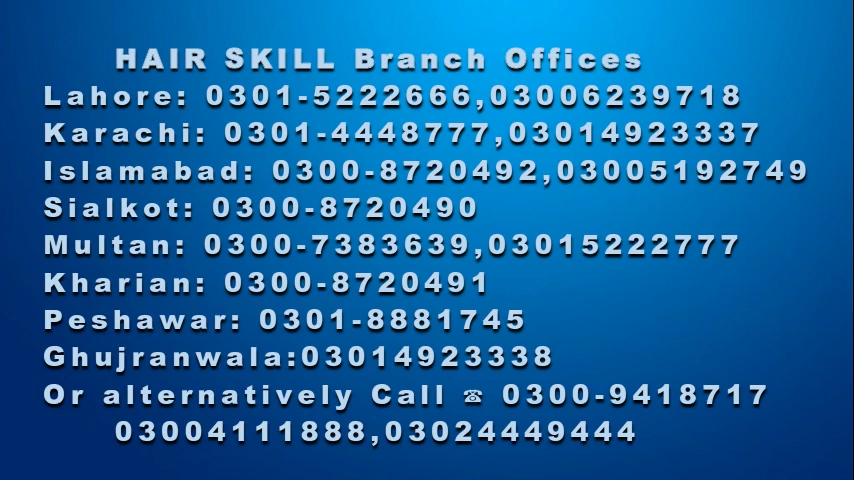 HAIR SKILL Branch Offices
Lahore: 0301-5222666,03006239718
Karachi: 0301-4448777,03014923337
Islamabad: 0300-8720492,03005192749
Sialkot: 0300-8720490
Multan: 0300-7383639,03015222777
Kharian: 0300-8720491
Peshawar: 0301-8881745
Ghujranwala:03014923338
Or alternatively Call ☎ 0300-9418717
03004111888,03024449444